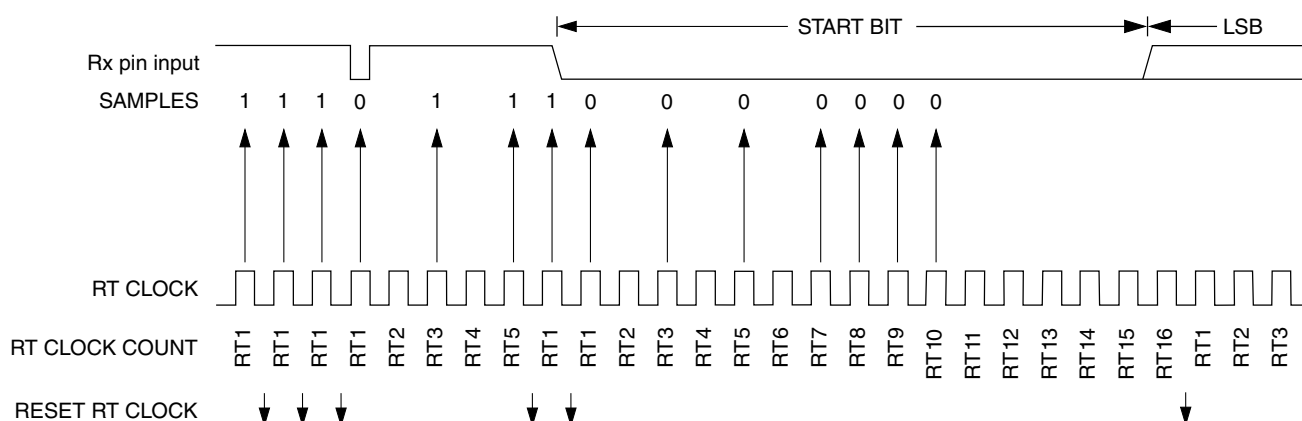 START BIT LSB
Rx pin input
SAMPLES 1 1 1 0 1 1 1 0 0 0 0 0 0 0
RT CLOCK
RT CLOCK COUNT RT1 RT1 RT1 RT1 RT2 RT3 RT4 RT5 RT1 RT1 RT2 RT3 RT4 RT5 RT6 RT7 RT8 RT9 RT10 RT11 RT12 RT13 RT14 RT15 RT16 RT1 RT2 RT3
RESET RT CLOCK